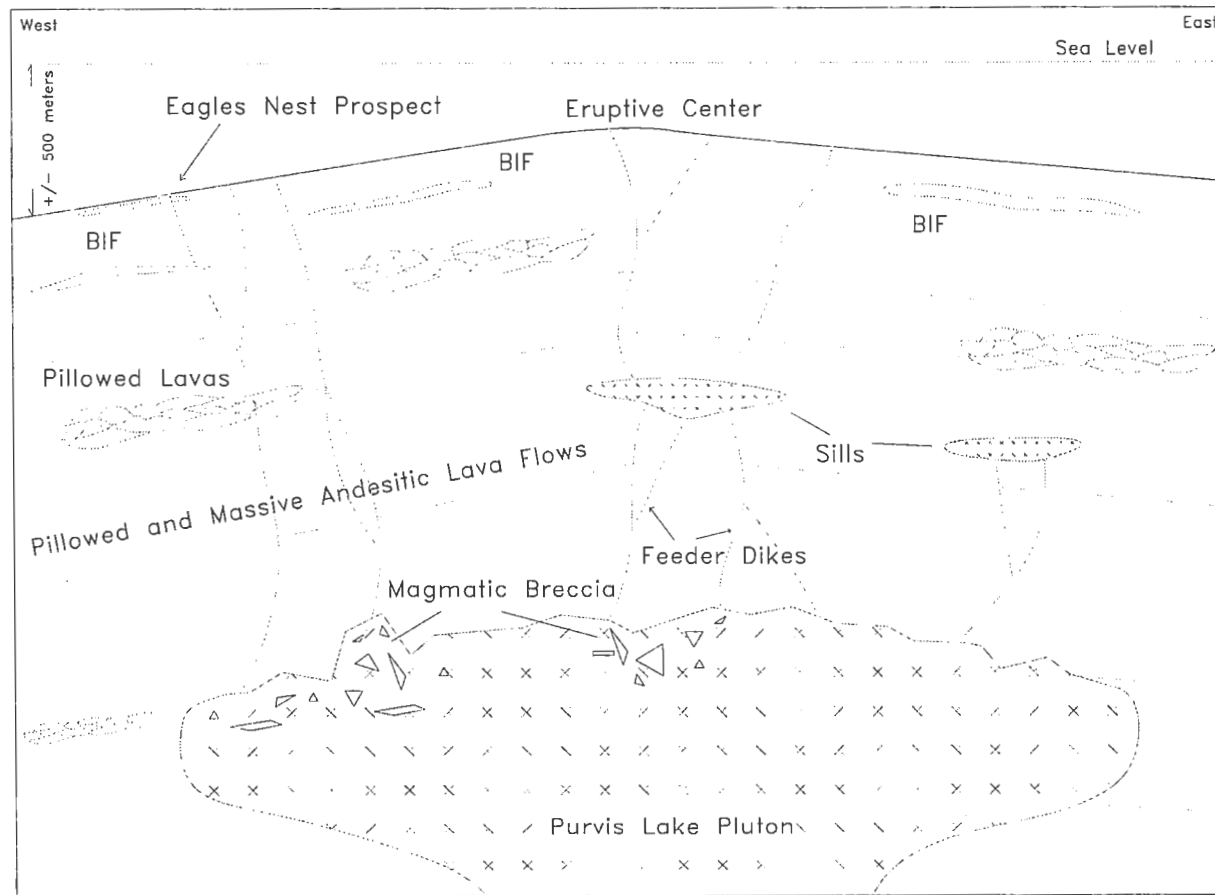 West
East
Sea Level
+/- 500 meters
Eagles Nest Prospect
Eruptive Center
BIF
BIF
BIF
Pillowed Lavas
Sills
Pillowed and Massive Andesitic Lava Flows
Feeder Dikes
Magmatic Breccia
Purvis Lake Pluton